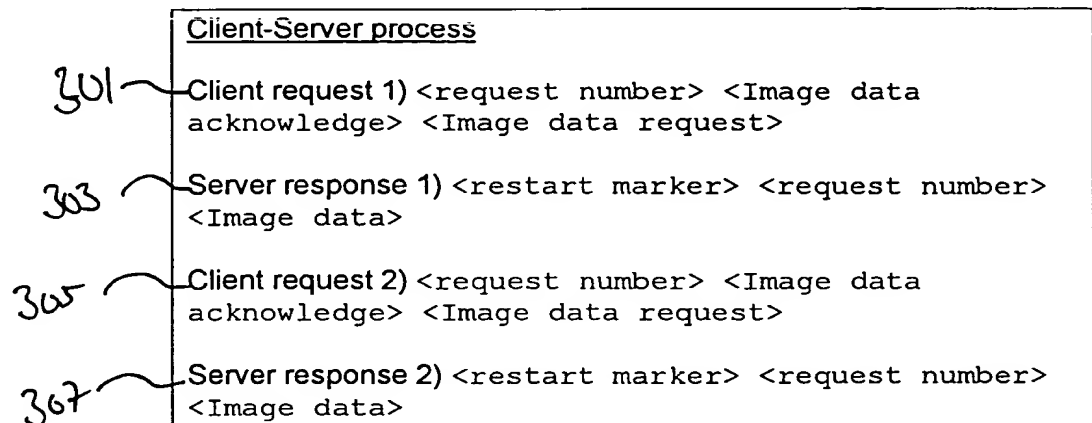 Client-Server process
301 Client request 1) <request number> <Image data
acknowledge> <Image data request>
303 Server response 1) <restart marker> <request number>
<Image data>
305 Client request 2) <request number> <Image data
acknowledge> <Image data request>
307 Server response 2) <restart marker> <request number>
<Image data>